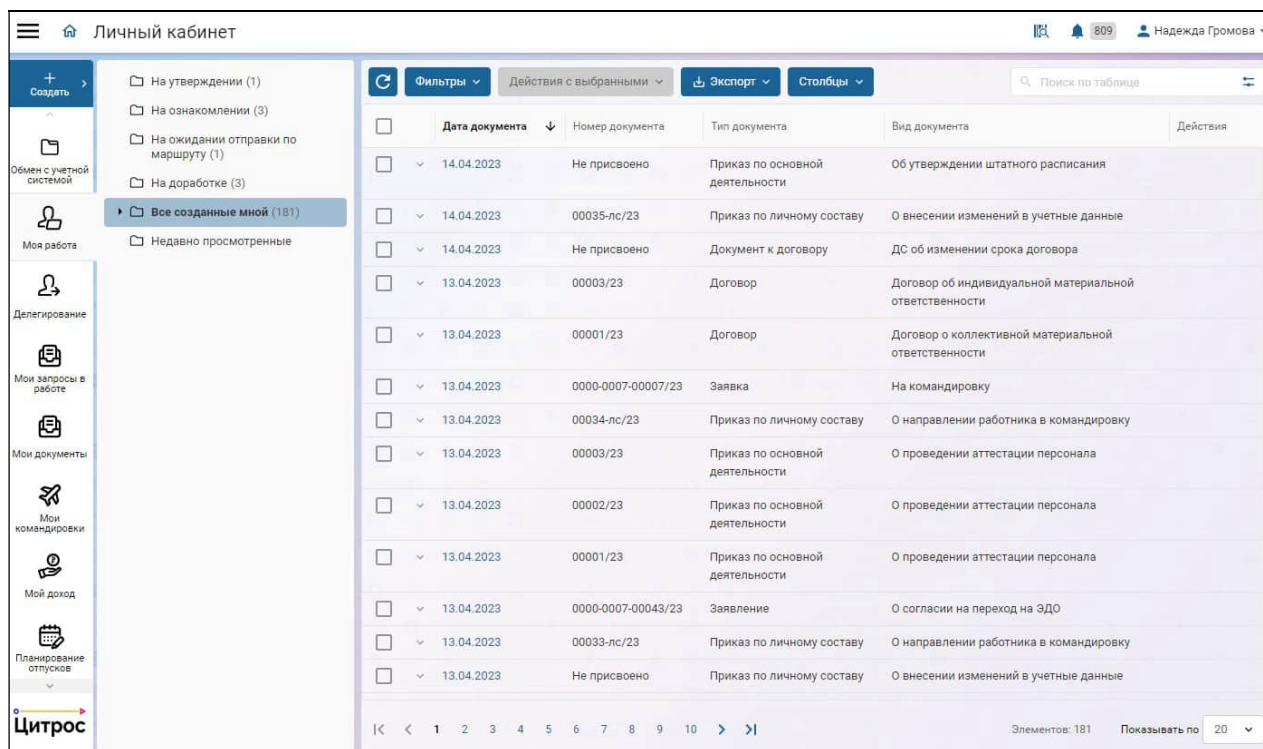 Личный кабинет
809
Надежда Громова
Создать
Обмен с учетной
системой
Моя работа
Делегирование
Мои запросы в
работе
Мои документы
Мои
командировки
Мой доход
Планирование
отпусков
Цитрос
На утверждении (1)
На ознакомлении (3)
На ожидании отправки по
маршруту (1)
На доработке (3)
Все созданные мной (181)
Недавно просмотренные
Фильтры
Действия с выбранными
Экспорт
Столбцы
Поиск по таблице
Дата документа Номер документа Тип документа Вид документа Действия
14.04.2023 Не присвоено Приказ по основной Об утверждении штатного расписания
деятельности
14.04.2023 00035-лс/23 Приказ по личному составу О внесении изменений в учетные данные
14.04.2023 Не присвоено Документ к договору ДС об изменении срока договора
13.04.2023 00003/23 Договор Договор об индивидуальной материальной
ответственности
13.04.2023 00001/23 Договор Договор о коллективной материальной
ответственности
13.04.2023 0000-0007-00007/23 Заявка На командировку
13.04.2023 00034-лс/23 Приказ по личному составу О направлении работника в командировку
13.04.2023 00003/23 Приказ по основной О проведении аттестации персонала
деятельности
13.04.2023 00002/23 Приказ по основной О проведении аттестации персонала
деятельности
13.04.2023 00001/23 Приказ по основной О проведении аттестации персонала
деятельности
13.04.2023 0000-0007-00043/23 Заявление О согласии на переход на ЭДО
13.04.2023 00033-лс/23 Приказ по личному составу О направлении работника в командировку
13.04.2023 Не присвоено Приказ по личному составу О внесении изменений в учетные данные
1 2 3 4 5 6 7 8 9 10 Элементов: 181 Показывать по 20